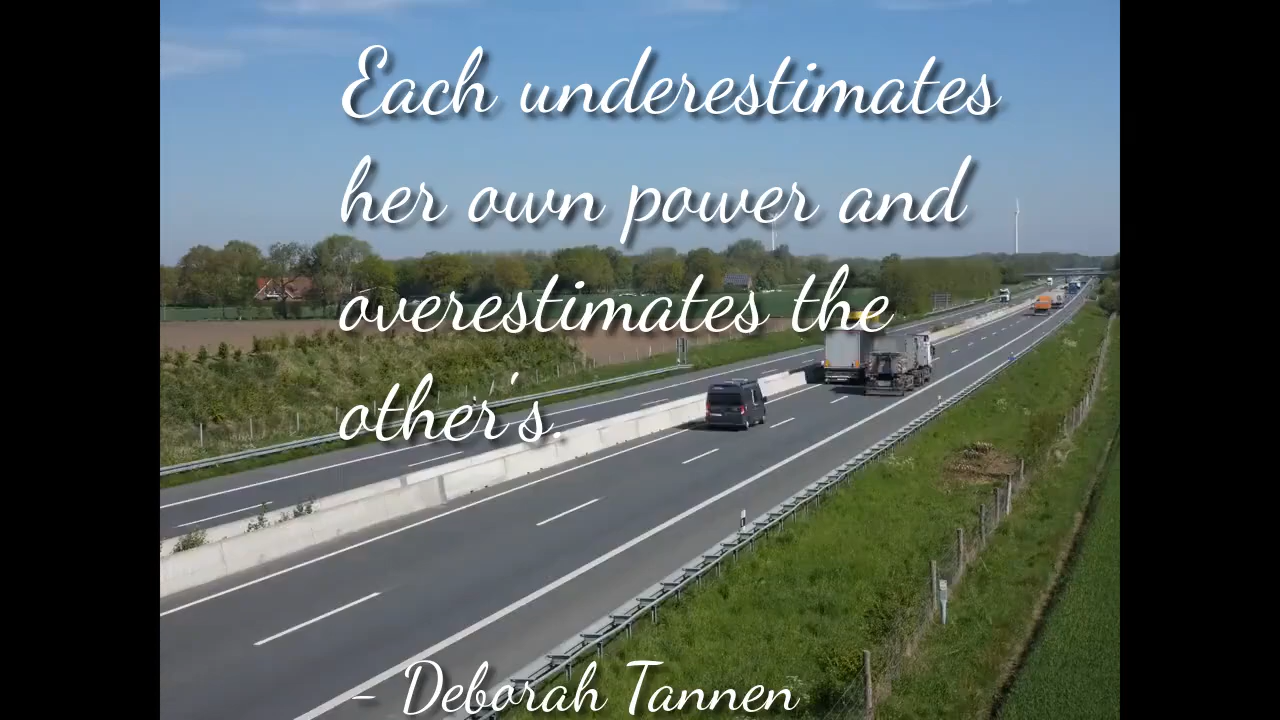 Each underestimates
her own power and
overestimates the
other's.
- Deborah Tannen